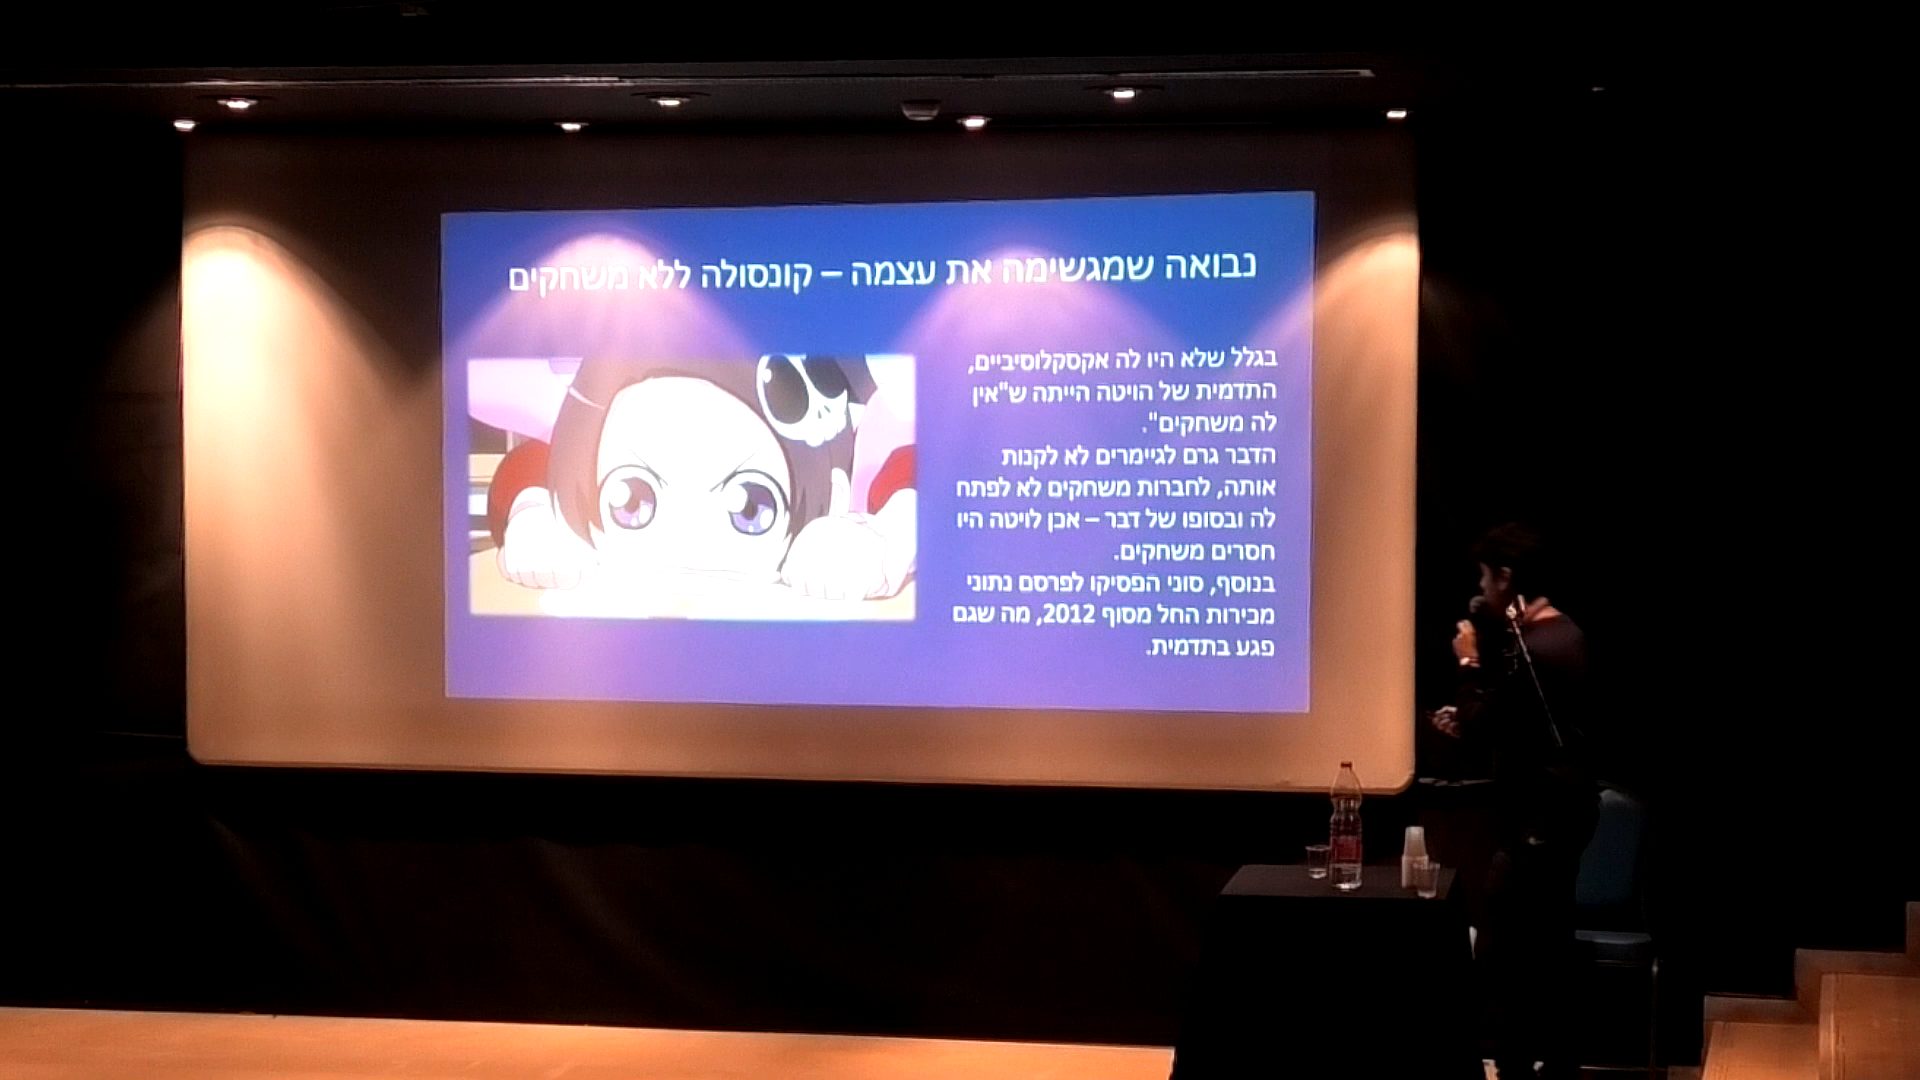 נבואה שמגשימה את עצמה – קונסולה ללא משחקים
בגלל שלא היו לה אקסקלוסיביים,
התדמית של הויטה הייתה ש"אין
לה משחקים".
הדבר גרם לגיימרים לא לקנות
אותה, לחברות משחקים לא לפתח
לה ובסופו של דבר – אכן לויטה היו
חסרים משחקים.
בנוסף, סוני הפסיקו לפרסם נתוני
מכירות החל מסוף 2012, מה שגם
פגע בתדמית.